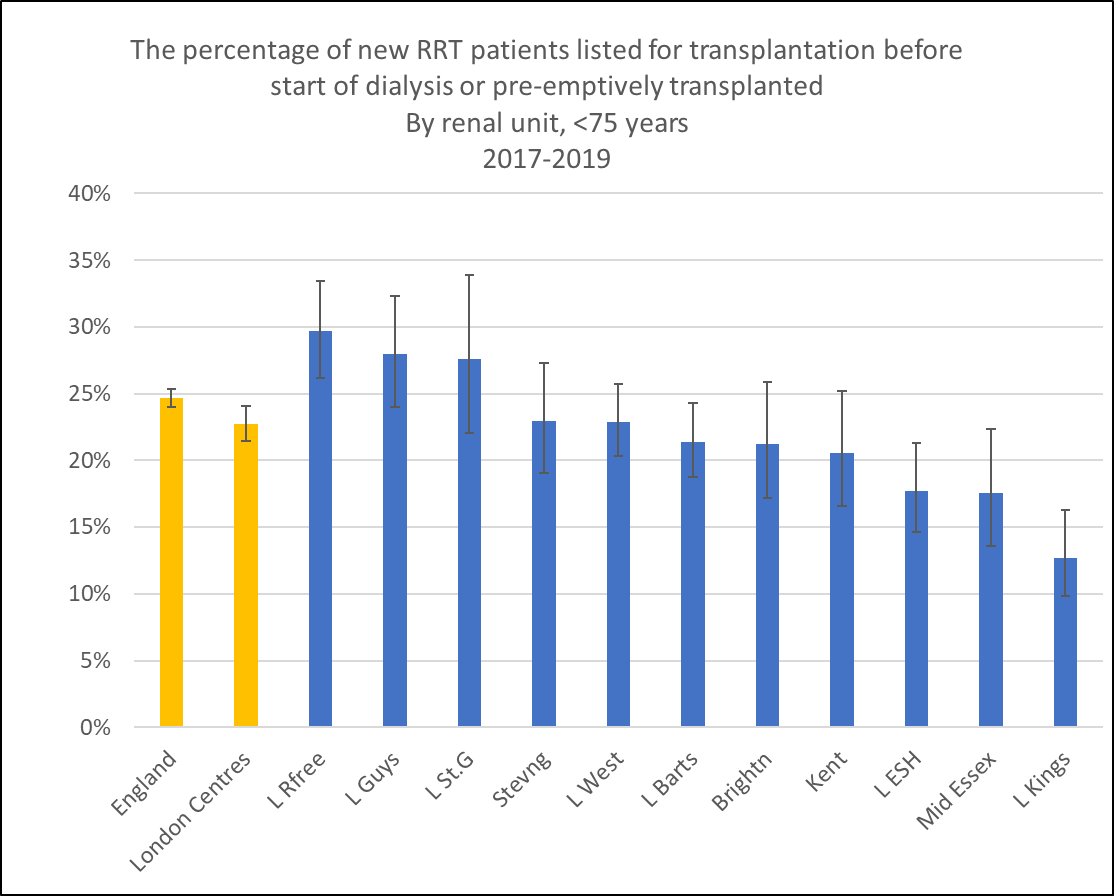 The percentage of new RRT patients listed for transplantation before
start of dialysis or pre-emptively transplanted
By renal unit, <75 years
2017-2019
40%
35%
30%
25%
20%
15%
10%
5%
0%
England
London Centres
L Rfree
L Guys
L St.G
Stevng
L West
L Barts
Brightn
Kent
L ESH
Mid Essex
L Kings